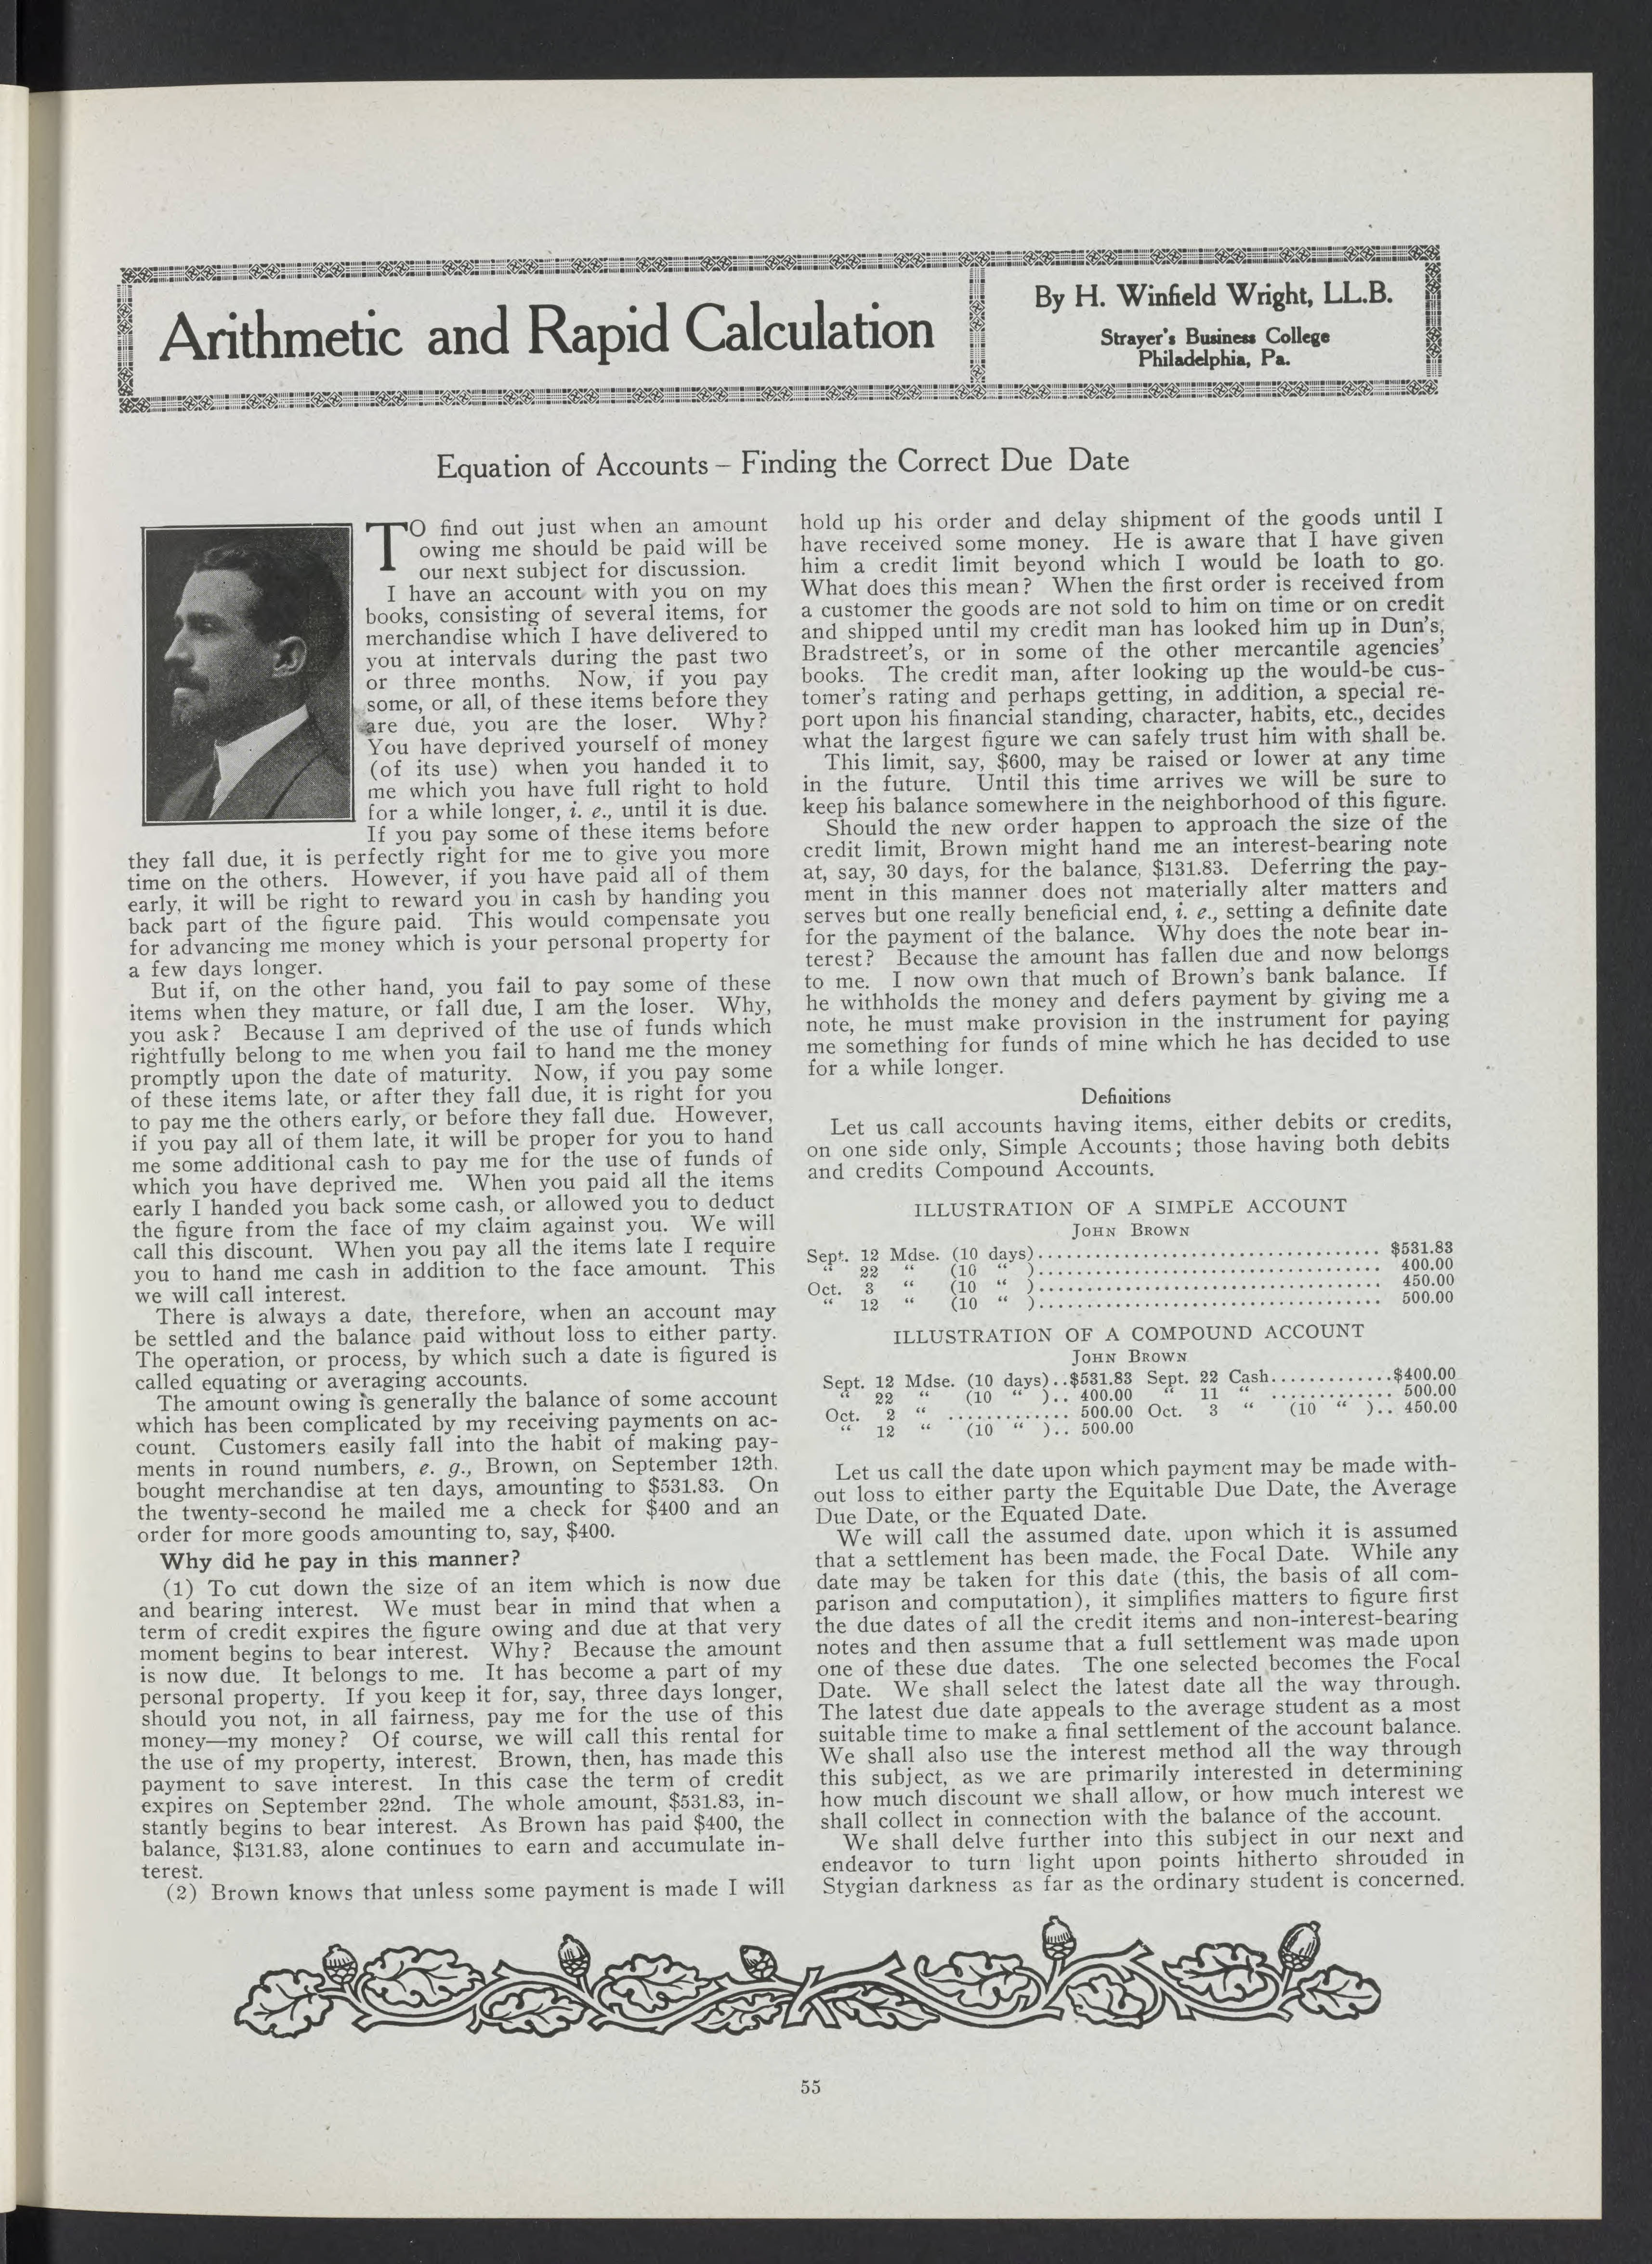 Arithmetic and Rapid Calculation
By H. Winfield Wright, LL.B.
Strayer's Business College
Philadelphia, Pa.
Equation of Accounts – Finding the Correct Due Date
TO find out just when an amount
owing me should be paid will be
our next subject for discussion.
I have an account with you on my
books, consisting of several items, for
merchandise which I have delivered to
you at intervals during the past two
or three months. Now, if you pay
some, or all, of these items before they
are due, you are the loser. Why?
You have deprived yourself of money
(of its use) when you handed it to
me which you have full right to hold
for a while longer, i. e., until it is due.
If you pay some of these items before
they fall due, it is perfectly right for me to give you more
time on the others. However, if you have paid all of them
early, it will be right to reward you in cash by handing you
back part of the figure paid. This would compensate you
for advancing me money which is your personal property for
a few days longer.
But if, on the other hand, you fail to pay some of these
items when they mature, or fall due, I am the loser. Why,
you ask? Because I am deprived of the use of funds which
rightfully belong to me when you fail to hand me the money
promptly upon the date of maturity. Now, if you pay some
of these items late, or after they fall due, it is right for you
to pay me the others early, or before they fall due. However,
if you pay all of them late, it will be proper for you to hand
me some additional cash to pay me for the use of funds of
which you have deprived me. When you paid all the items
early I handed you back some cash, or allowed you to deduct
the figure from the face of my claim against you. We will
call this discount. When you pay all the items late I require
you to hand me cash in addition to the face amount. This
we will call interest.
There is always a date, therefore, when an account may
be settled and the balance paid without loss to either party.
The operation, or process, by which such a date is figured is
called equating or averaging accounts.
The amount owing is generally the balance of some account
which has been complicated by my receiving payments on ac-
count. Customers easily fall into the habit of making pay-
ments in round numbers, e. g., Brown, on September 12th,
bought merchandise at ten days, amounting to $531.83. On
the twenty-second he mailed me a check for $400 and an
order for more goods amounting to, say, $400.
Why did he pay in this manner?
(1) To cut down the size of an item which is now due
and bearing interest. We must bear in mind that when a
term of credit expires the figure owing and due at that very
moment begins to bear interest. Why? Because the amount
is now due. It belongs to me. It has become a part of my
personal property. If you keep it for, say, three days longer,
should you not, in all fairness, pay me for the use of this
money—my money? Of course, we will call this rental for
the use of my property, interest. Brown, then, has made this
payment to save interest. In this case the term of credit
expires on September 22nd. The whole amount, $531.83, in-
stantly begins to bear interest. As Brown has paid $400, the
balance, $131.83, alone continues to earn and accumulate in-
terest.
(2) Brown knows that unless some payment is made I will
hold up his order and delay shipment of the goods until I
have received some money. He is aware that I have given
him a credit limit beyond which I would be loath to go.
What does this mean? When the first order is received from
a customer the goods are not sold to him on time or on credit
and shipped until my credit man has looked him up in Dun's,
Bradstreet's, or in some of the other mercantile agencies'
books. The credit man, after looking up the would-be cus-
tomer's rating and perhaps getting, in addition, a special re-
port upon his financial standing, character, habits, etc., decides
what the largest figure we can safely trust him with shall be.
This limit, say, $600, may be raised or lower at any time
in the future. Until this time arrives we will be sure to
keep his balance somewhere in the neighborhood of this figure.
Should the new order happen to approach the size of the
credit limit, Brown might hand me an interest-bearing note
at, say, 30 days, for the balance, $131.83. Deferring the pay-
ment in this manner does not materially alter matters and
serves but one really beneficial end, i. e., setting a definite date
for the payment of the balance. Why does the note bear in-
terest? Because the amount has fallen due and now belongs
to me. I now own that much of Brown's bank balance. If
he withholds the money and defers payment by giving me a
note, he must make provision in the instrument for paying
me something for funds of mine which he has decided to use
for a while longer.
Definitions
Let us call accounts having items, either debits or credits,
on one side only, Simple Accounts; those having both debits
and credits Compound Accounts.
ILLUSTRATION OF A SIMPLE ACCOUNT
JOHN BROWN
Sept. 12 Mdse. (10 days)................................... $531.83
“ 22 “ (10 “ )................................... 400.00
Oct. 3 “ (10 “ )................................... 450.00
“ 12 “ (10 “ )................................... 500.00
ILLUSTRATION OF A COMPOUND ACCOUNT
JOHN BROWN
Sept. 12 Mdse. (10 days)..$531.83 Sept. 22 Cash.............$400.00
“ 22 “ (10 “ ).. 400.00 “ 11 “ ............. 500.00
Oct. 2 “ ............. 500.00 Oct. 3 “ (10 “ ).. 450.00
“ 12 “ (10 “ ).. 500.00
Let us call the date upon which payment may be made with-
out loss to either party the Equitable Due Date, the Average
Due Date, or the Equated Date.
We will call the assumed date, upon which it is assumed
that a settlement has been made, the Focal Date. While any
date may be taken for this date (this, the basis of all com-
parison and computation), it simplifies matters to figure first
the due dates of all the credit items and non-interest-bearing
notes and then assume that a full settlement was made upon
one of these due dates. The one selected becomes the Focal
Date. We shall select the latest date all the way through.
The latest due date appeals to the average student as a most
suitable time to make a final settlement of the account balance.
We shall also use the interest method all the way through
this subject, as we are primarily interested in determining
how much discount we shall allow, or how much interest we
shall collect in connection with the balance of the account.
We shall delve further into this subject in our next and
endeavor to turn light upon points hitherto shrouded in
Stygian darkness as far as the ordinary student is concerned.
55